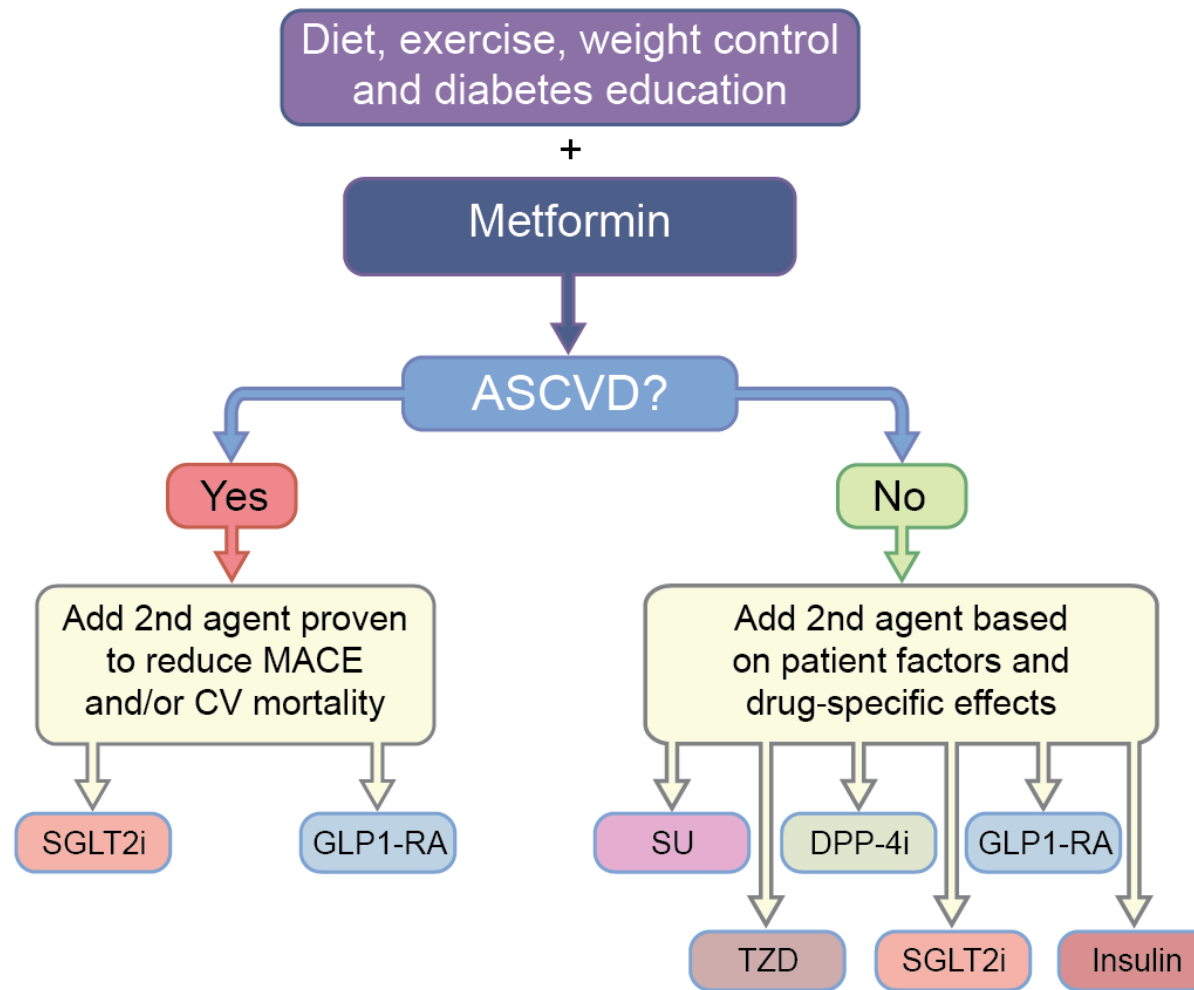 Diet, exercise, weight control
and diabetes education
+
Metformin
ASCVD?
Yes
No
Add 2nd agent proven
to reduce MACE
and/or CV mortality
Add 2nd agent based
on patient factors and
drug-specific effects
SGLT2i
GLP1-RA
SU
DPP-4i
GLP1-RA
TZD
SGLT2i
Insulin